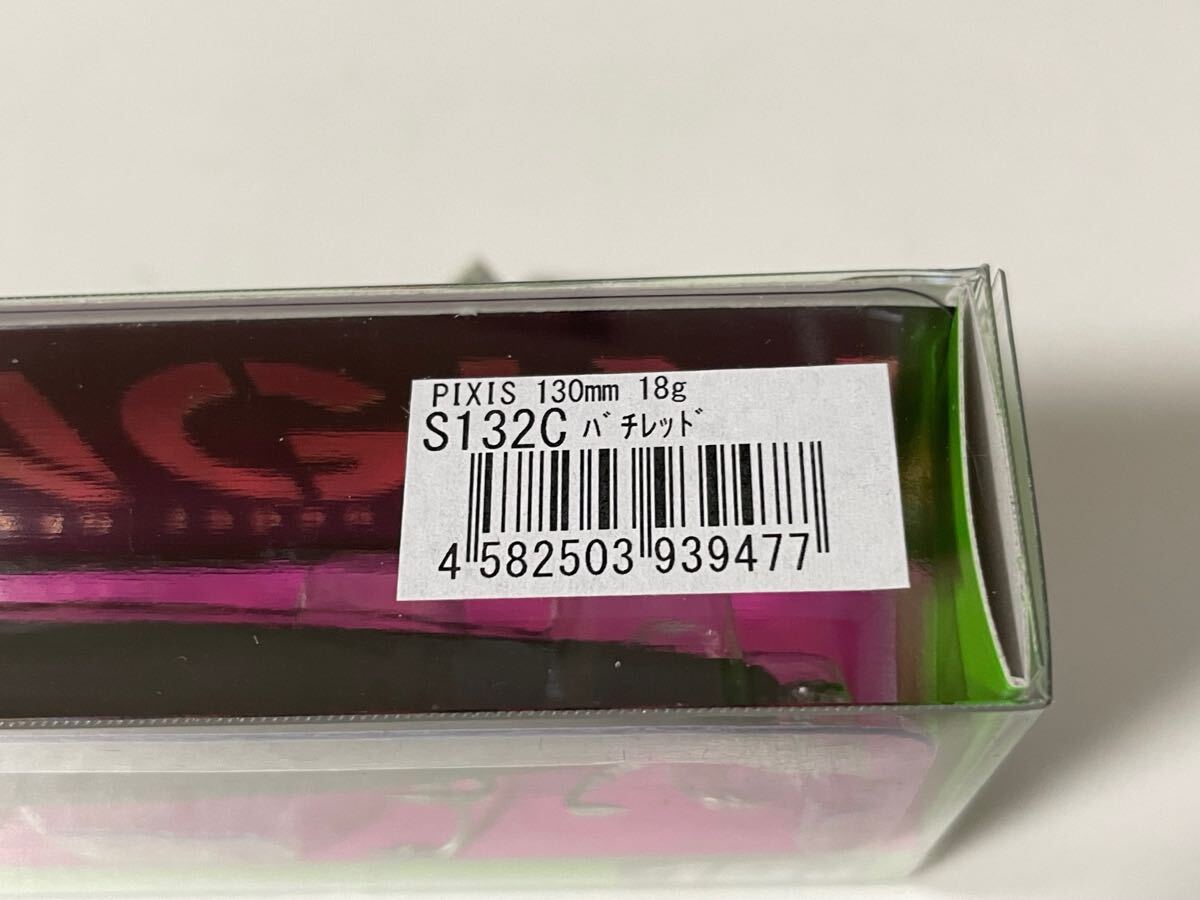 PIXIS 130mm 18g
S132C ﾊﾞﾁﾚｯﾄﾞ
4 582503 939477